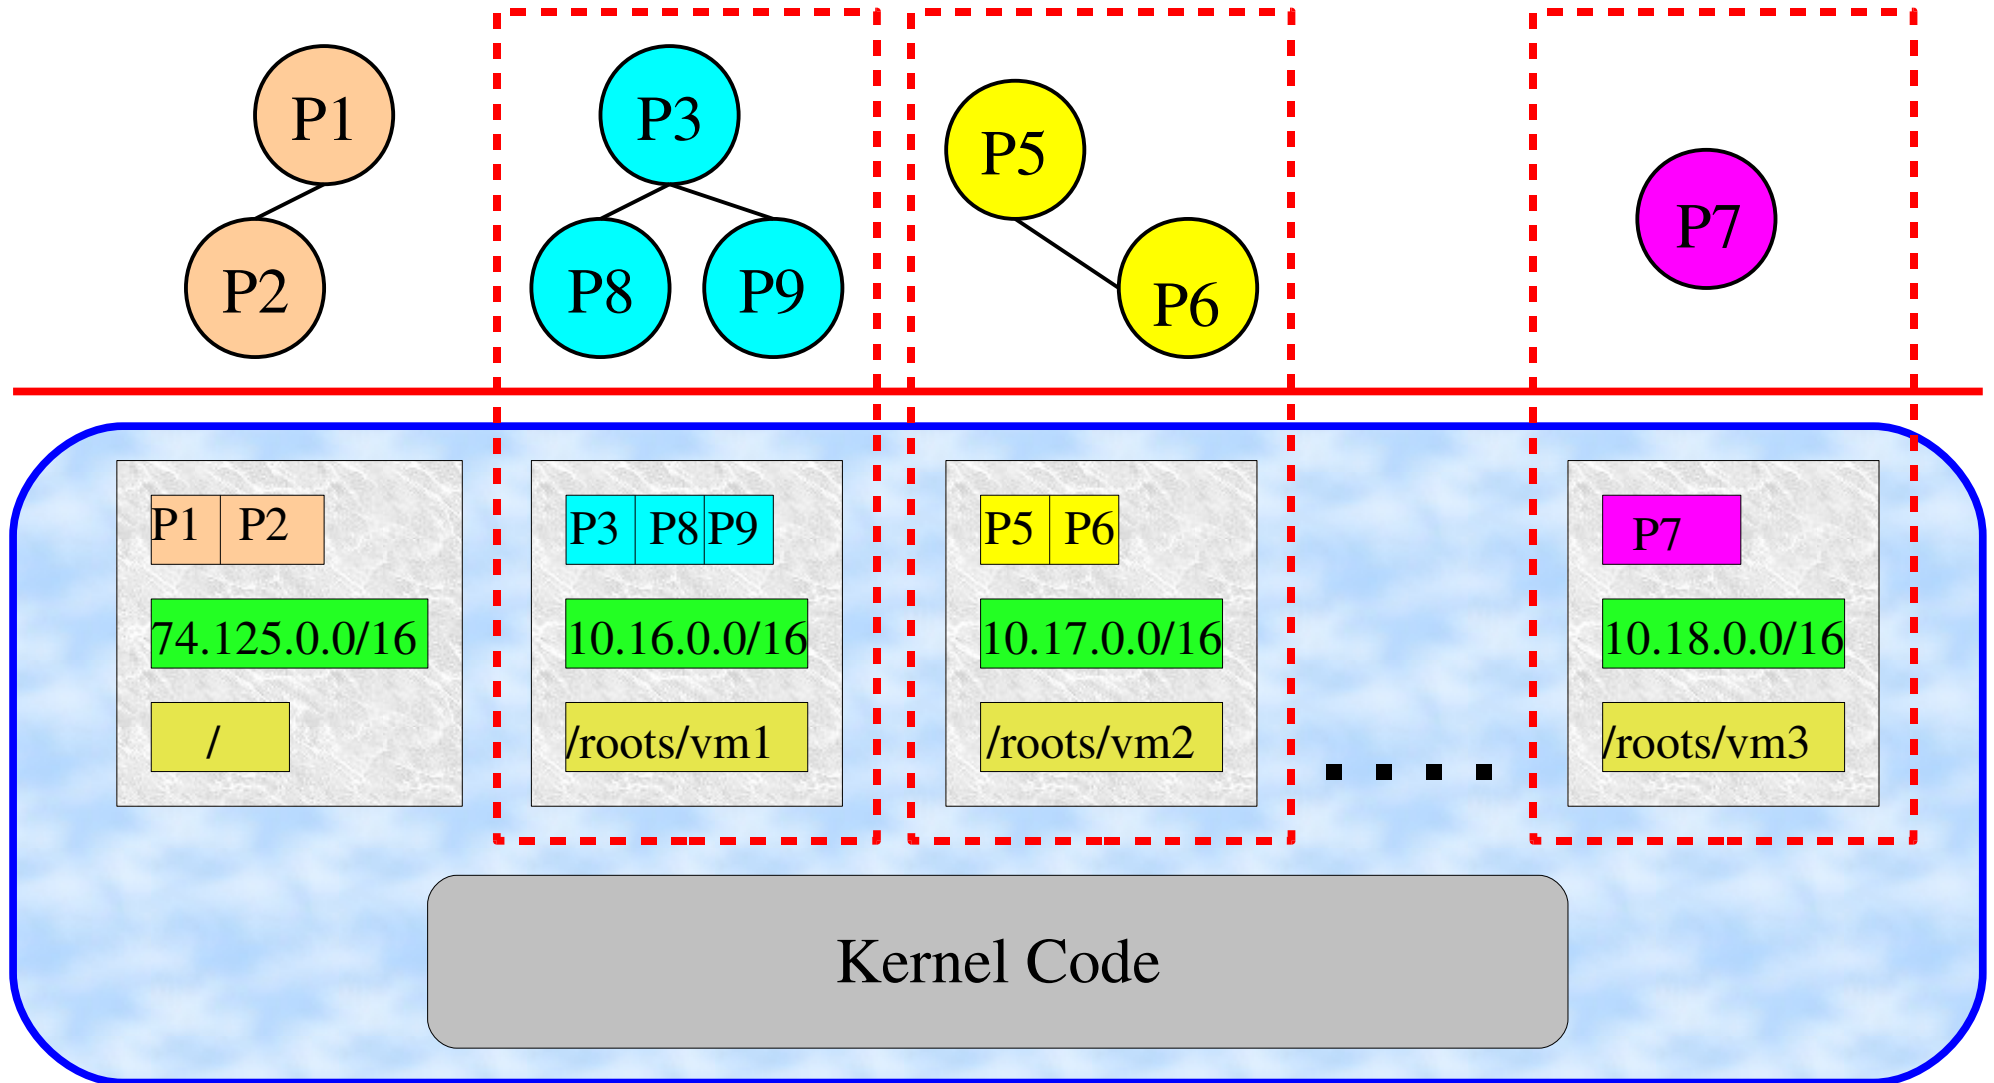 P1
P3
P5
P7
P2
P8
P9
P6
P1 P2
74.125.0.0/16
/
P3 P8 P9
10.16.0.0/16
/roots/vm1
P5 P6
10.17.0.0/16
/roots/vm2
P7
10.18.0.0/16
/roots/vm3
Kernel Code